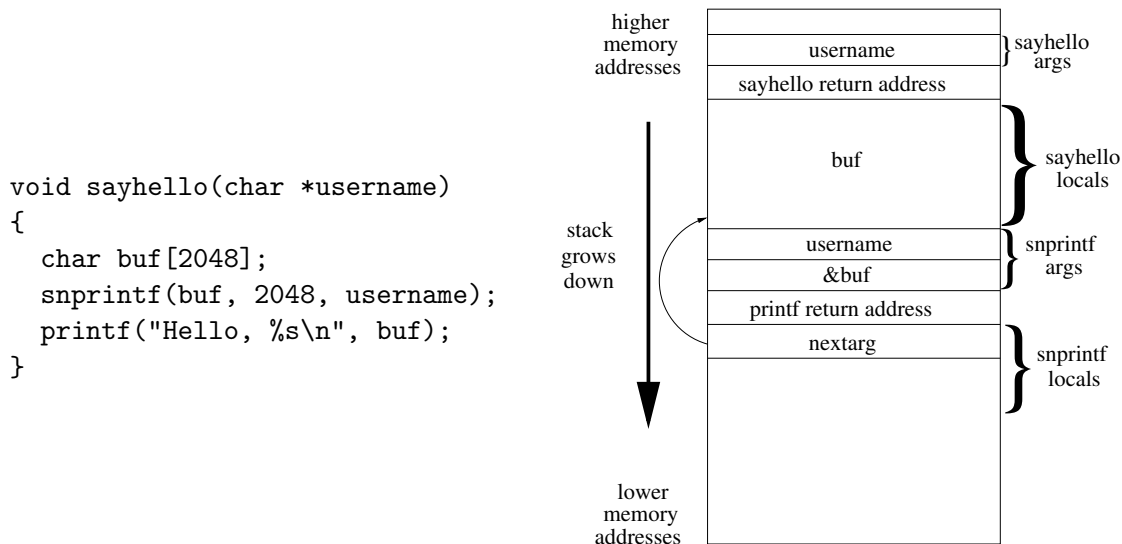 void sayhello(char *username)
{
  char buf[2048];
  snprintf(buf, 2048, username);
  printf("Hello, %s\n", buf);
}
higher
memory
addresses
stack
grows
down
lower
memory
addresses
username
sayhello return address
buf
username
&buf
printf return address
nextarg
sayhello
args
sayhello
locals
snprintf
args
snprintf
locals